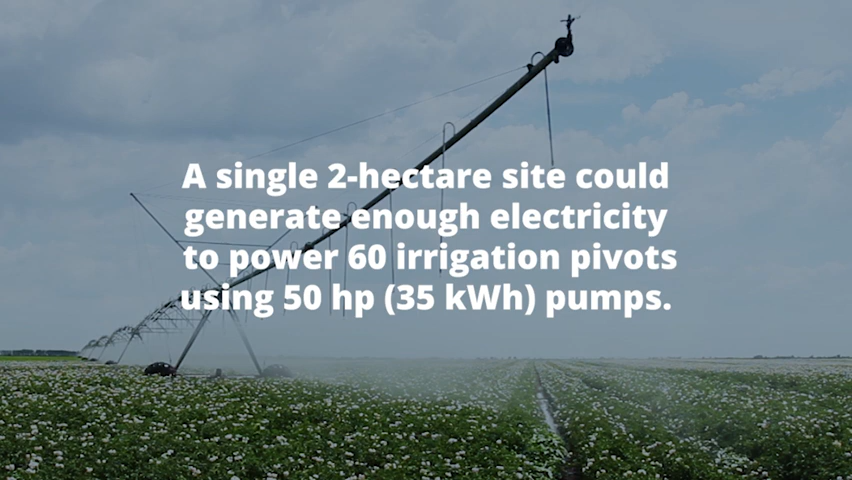 A single 2-hectare site could
generate enough electricity
to power 60 irrigation pivots
using 50 hp (35 kWh) pumps.